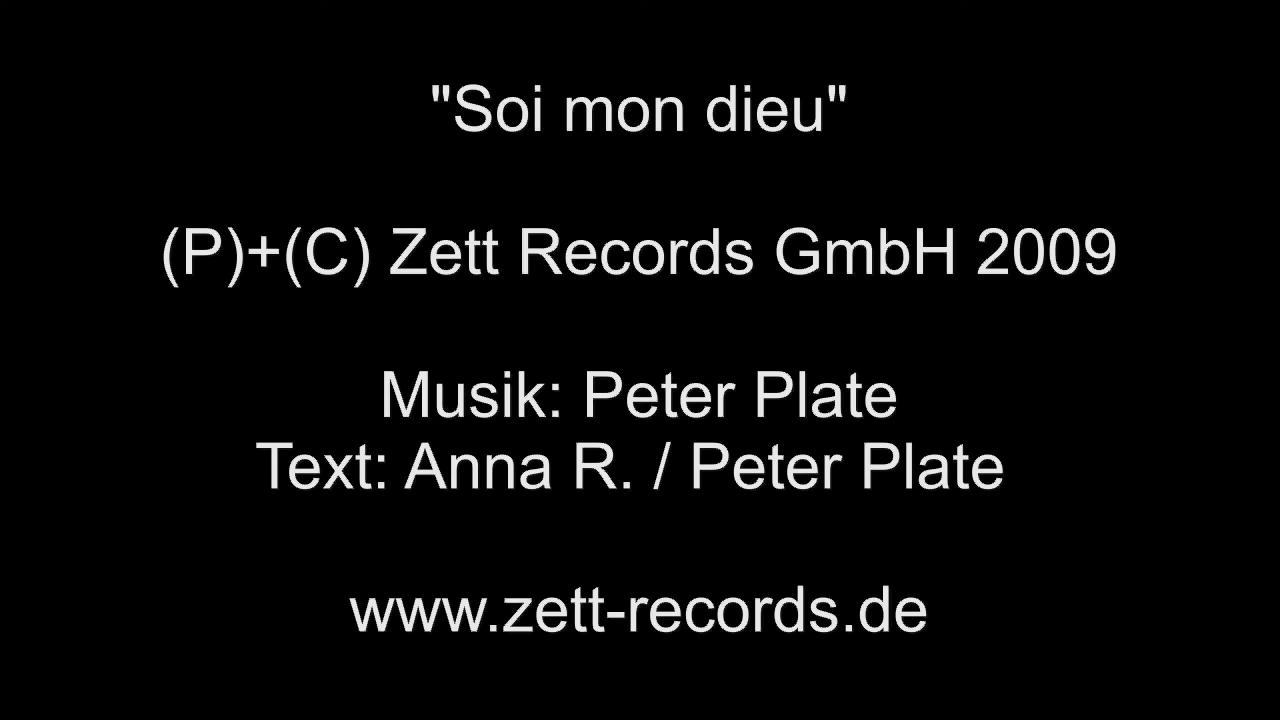 "Soi mon dieu"
(P)+(C) Zett Records GmbH 2009
Musik: Peter Plate
Text: Anna R. / Peter Plate
www.zett-records.de